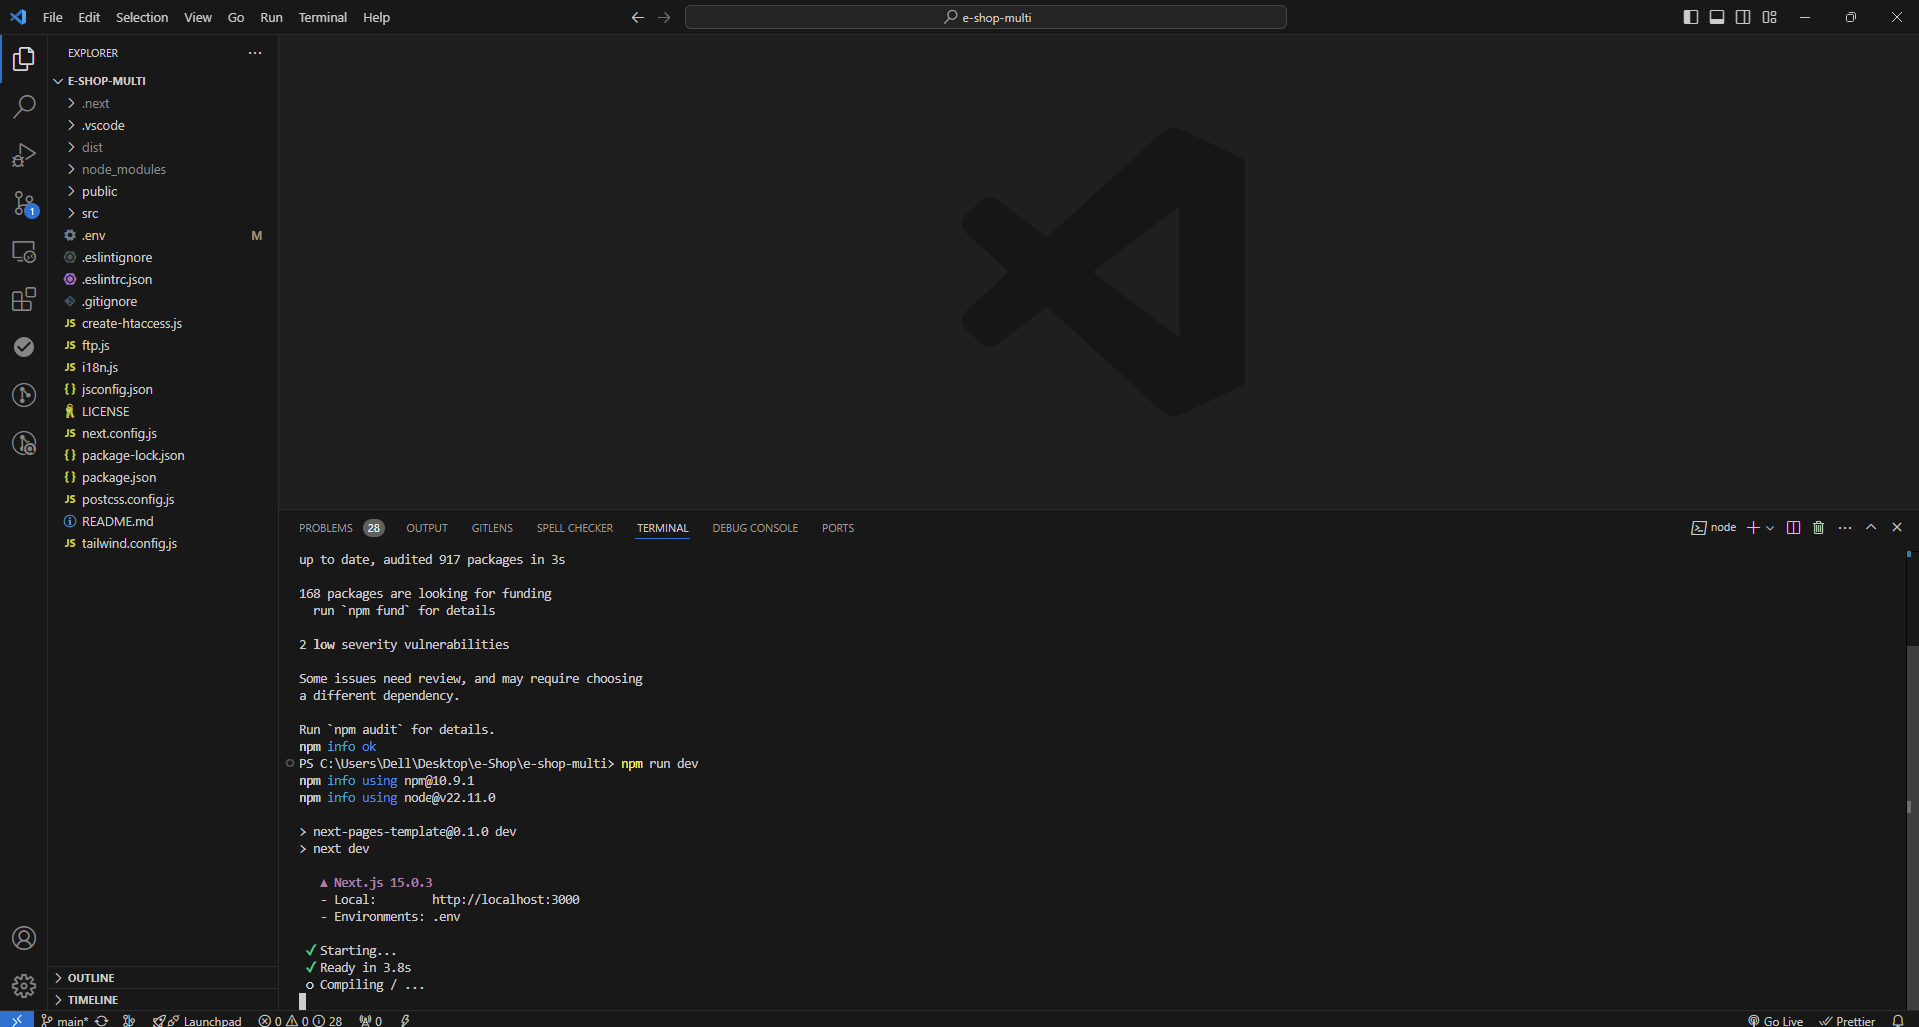 File Edit Selection View Go Run Terminal Help
e-shop-multi
EXPLORER
E-SHOP-MULTI
.next
.vscode
dist
node_modules
public
src
.env M
.eslintignore
.eslintrc.json
.gitignore
JS create-htaccess.js
JS ftp.js
JS i18n.js
{} jsconfig.json
LICENSE
JS next.config.js
{} package-lock.json
{} package.json
JS postcss.config.js
README.md
JS tailwind.config.js
OUTLINE
TIMELINE
1
PROBLEMS 28 OUTPUT GITLENS SPELL CHECKER TERMINAL DEBUG CONSOLE PORTS
node
up to date, audited 917 packages in 3s
168 packages are looking for funding
run `npm fund` for details
2 low severity vulnerabilities
Some issues need review, and may require choosing
a different dependency.
Run `npm audit` for details.
npm info ok
PS C:\Users\Dell\Desktop\e-Shop\e-shop-multi> npm run dev
npm info using npm@10.9.1
npm info using node@v22.11.0
> next-pages-template@0.1.0 dev
> next dev
▲ Next.js 15.0.3
- Local: http://localhost:3000
- Environments: .env
✓ Starting...
✓ Ready in 3.8s
○ Compiling / ...
main* Launchpad 0 0 28 0 Go Live Prettier